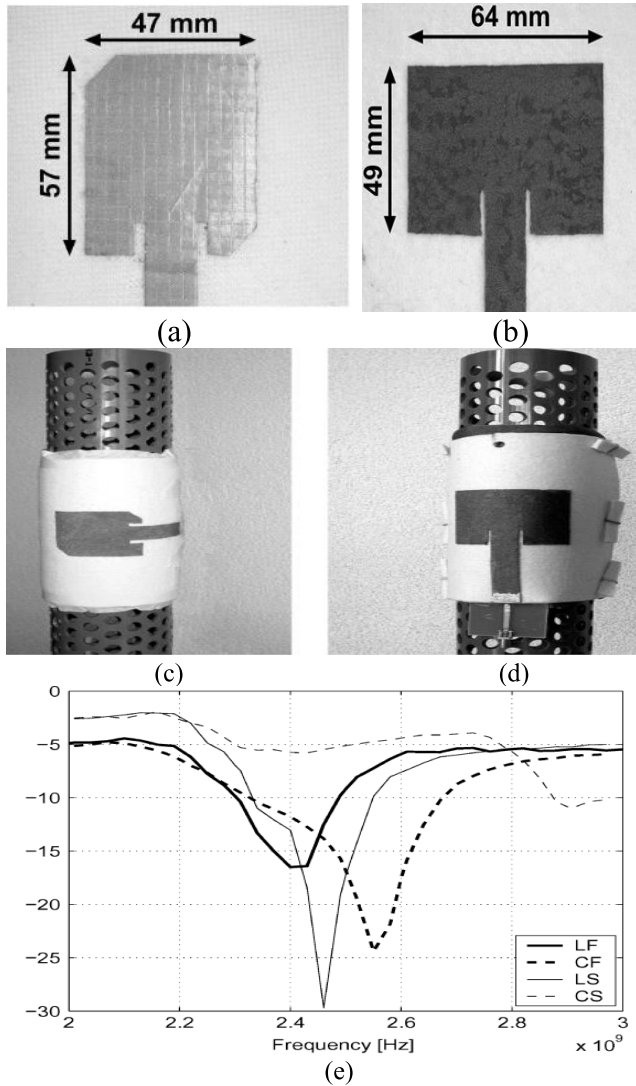 47 mm
57 mm
(a)
64 mm
49 mm
(b)
(c)
(d)
0
−5
−10
−15
−20
−25
−30
2
2.2
2.4
2.6
2.8
3
LF
CF
LS
CS
Frequency [Hz]
x 10⁹
(e)